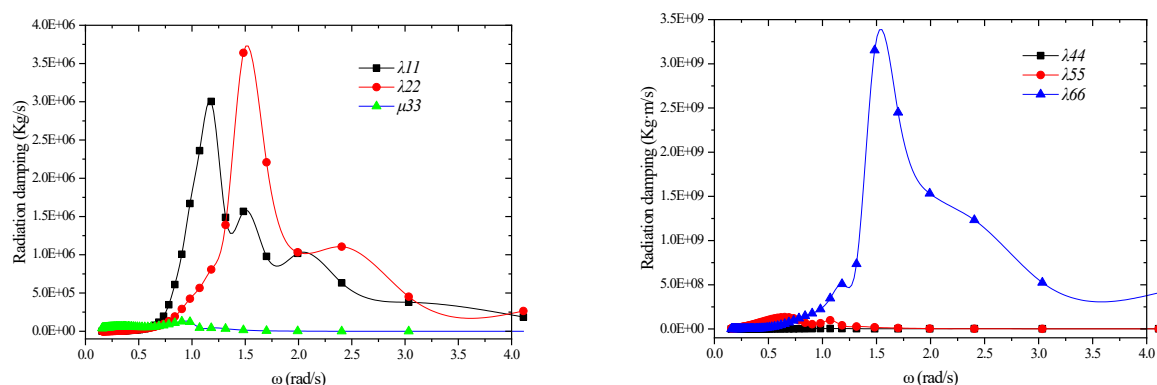 Radiation damping (Kg/s)
4.0E+06
3.5E+06
3.0E+06
2.5E+06
2.0E+06
1.5E+06
1.0E+06
5.0E+05
0.0E+00
λ11
λ22
μ33
0.0 0.5 1.0 1.5 2.0 2.5 3.0 3.5 4.0
ω (rad/s)
Radiation damping (Kg·m/s)
3.5E+09
3.0E+09
2.5E+09
2.0E+09
1.5E+09
1.0E+09
5.0E+08
0.0E+00
λ44
λ55
λ66
0.0 0.5 1.0 1.5 2.0 2.5 3.0 3.5 4.0
ω (rad/s)